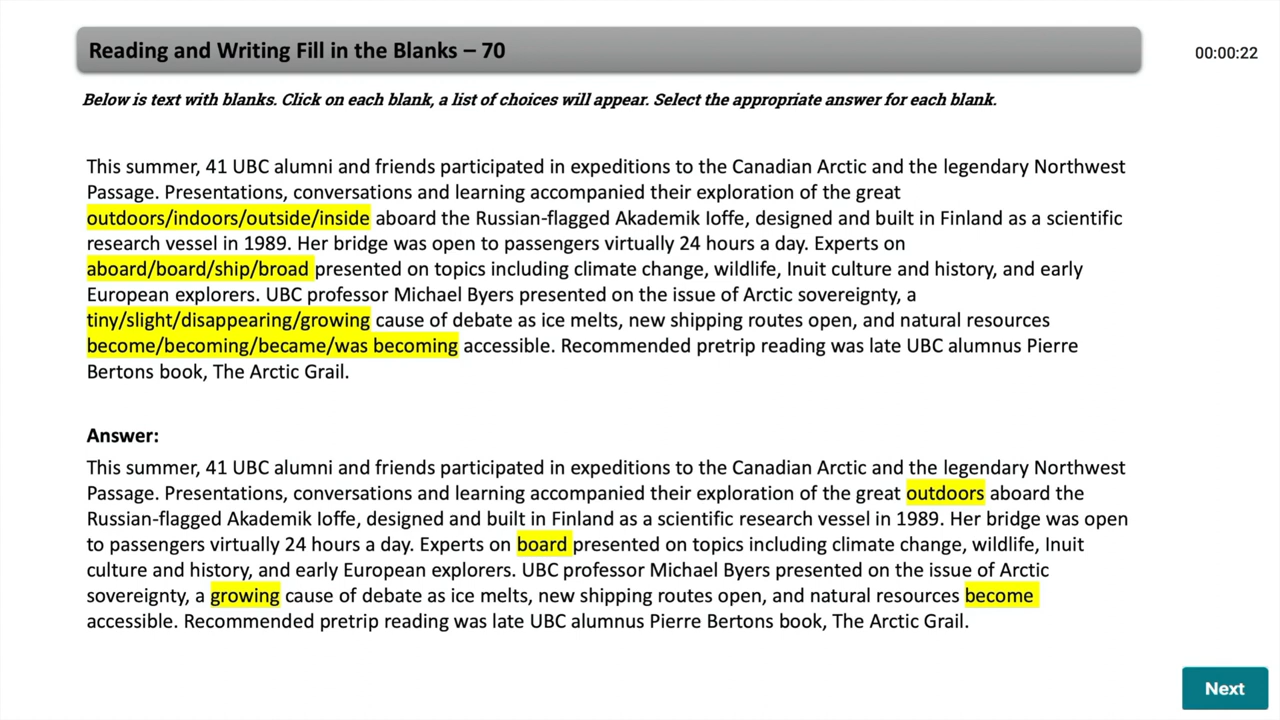 Reading and Writing Fill in the Blanks – 70
00:00:22
Below is text with blanks. Click on each blank, a list of choices will appear. Select the appropriate answer for each blank.
This summer, 41 UBC alumni and friends participated in expeditions to the Canadian Arctic and the legendary Northwest
Passage. Presentations, conversations and learning accompanied their exploration of the great
outdoors/indoors/outside/inside aboard the Russian-flagged Akademik Ioffe, designed and built in Finland as a scientific
research vessel in 1989. Her bridge was open to passengers virtually 24 hours a day. Experts on
aboard/board/ship/broad presented on topics including climate change, wildlife, Inuit culture and history, and early
European explorers. UBC professor Michael Byers presented on the issue of Arctic sovereignty, a
tiny/slight/disappearing/growing cause of debate as ice melts, new shipping routes open, and natural resources
become/becoming/became/was becoming accessible. Recommended pretrip reading was late UBC alumnus Pierre
Bertons book, The Arctic Grail.
Answer:
This summer, 41 UBC alumni and friends participated in expeditions to the Canadian Arctic and the legendary Northwest
Passage. Presentations, conversations and learning accompanied their exploration of the great outdoors aboard the
Russian-flagged Akademik Ioffe, designed and built in Finland as a scientific research vessel in 1989. Her bridge was open
to passengers virtually 24 hours a day. Experts on board presented on topics including climate change, wildlife, Inuit
culture and history, and early European explorers. UBC professor Michael Byers presented on the issue of Arctic
sovereignty, a growing cause of debate as ice melts, new shipping routes open, and natural resources become
accessible. Recommended pretrip reading was late UBC alumnus Pierre Bertons book, The Arctic Grail.
Next